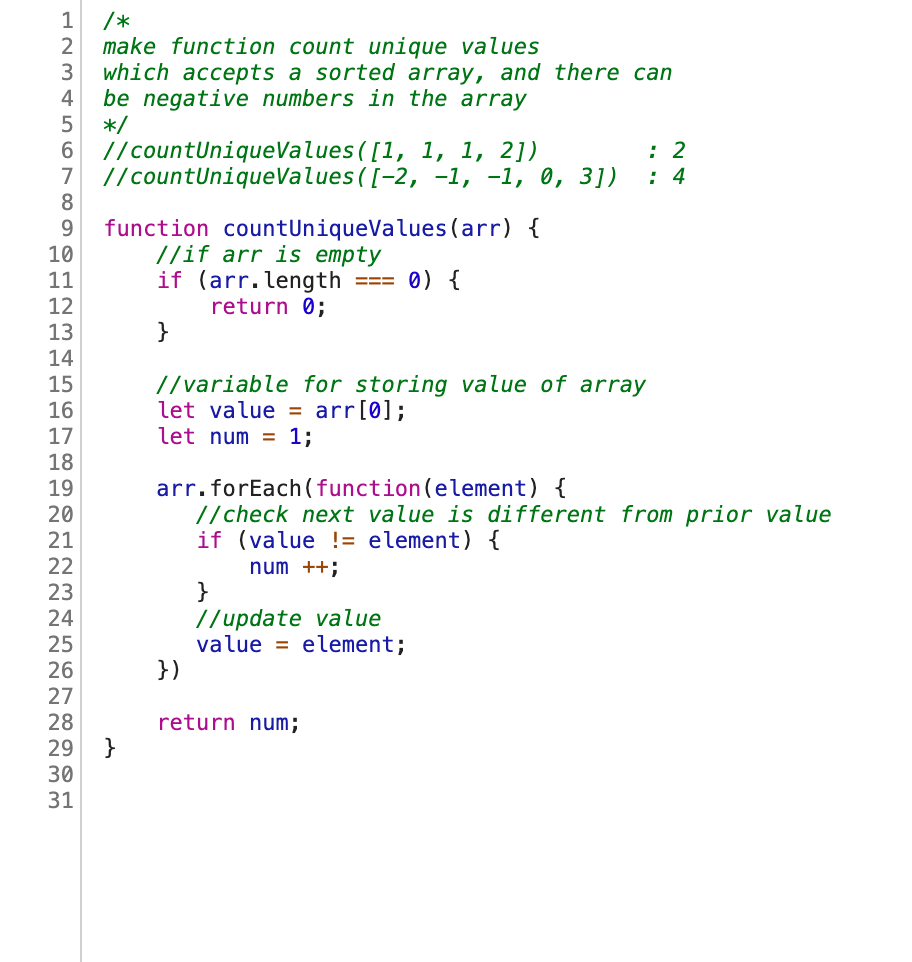 1 /*
2 make function count unique values
3 which accepts a sorted array, and there can
4 be negative numbers in the array
5 */
6 //countUniqueValues([1, 1, 1, 2])        : 2
7 //countUniqueValues([-2, -1, -1, 0, 3])  : 4
8
9 function countUniqueValues(arr) {
10     //if arr is empty
11     if (arr.length === 0) {
12         return 0;
13     }
14
15     //variable for storing value of array
16     let value = arr[0];
17     let num = 1;
18
19     arr.forEach(function(element) {
20        //check next value is different from prior value
21        if (value != element) {
22            num ++;
23        }
24        //update value
25        value = element;
26     })
27
28     return num;
29 }
30
31